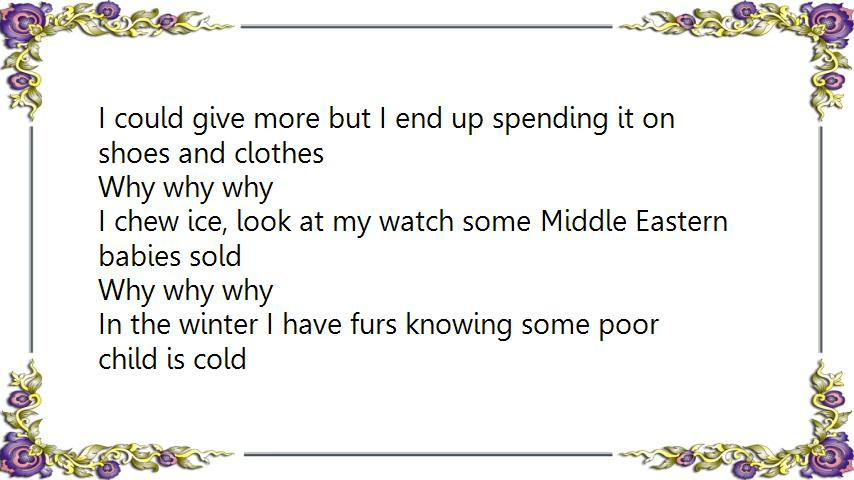 I could give more but I end up spending it on
shoes and clothes
Why why why
I chew ice, look at my watch some Middle Eastern
babies sold
Why why why
In the winter I have furs knowing some poor
child is cold